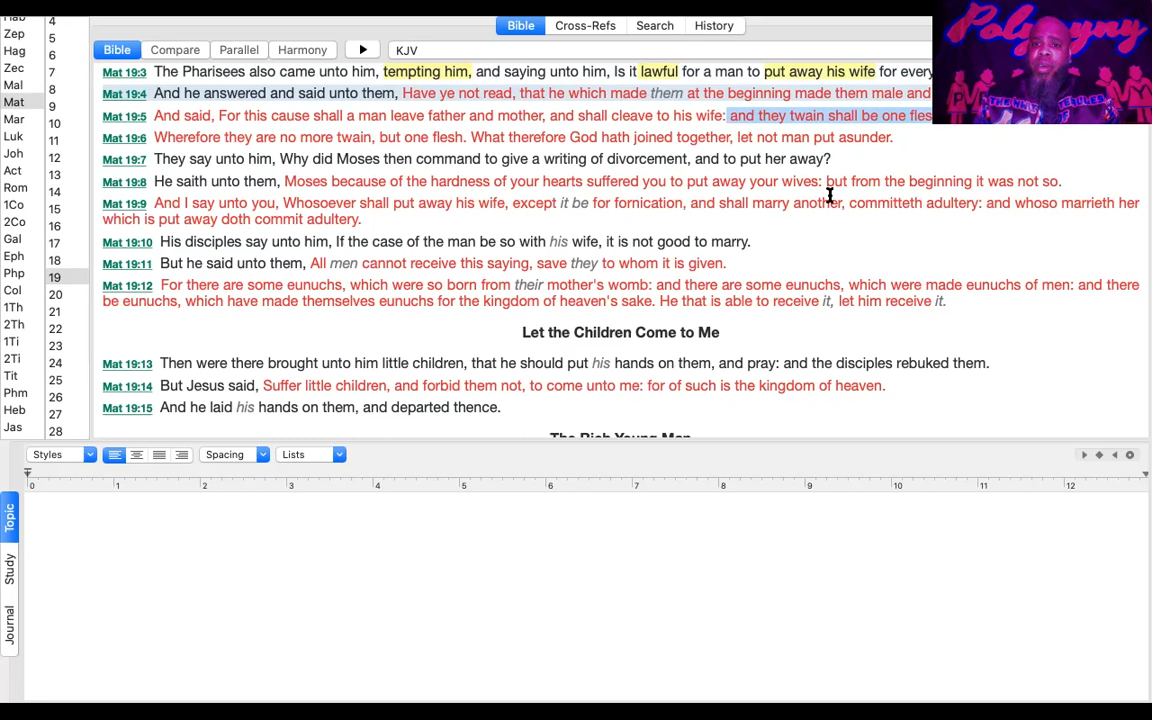 Hab
Zep
Hag
Zec
Mal
Mat
Mar
Luk
Joh
Act
Rom
1Co
2Co
Gal
Eph
Php
Col
1Th
2Th
1Ti
2Ti
Tit
Phm
Heb
Jas
4
5
6
7
8
9
10
11
12
13
14
15
16
17
18
19
20
21
22
23
24
25
26
27
28
Bible Cross-Refs Search History
Bible Compare Parallel Harmony KJV
Mat 19:3 The Pharisees also came unto him, tempting him, and saying unto him, Is it lawful for a man to put away his wife for every
Mat 19:4 And he answered and said unto them, Have ye not read, that he which made them at the beginning made them male and
Mat 19:5 And said, For this cause shall a man leave father and mother, and shall cleave to his wife: and they twain shall be one fles
Mat 19:6 Wherefore they are no more twain, but one flesh. What therefore God hath joined together, let not man put asunder.
Mat 19:7 They say unto him, Why did Moses then command to give a writing of divorcement, and to put her away?
Mat 19:8 He saith unto them, Moses because of the hardness of your hearts suffered you to put away your wives: but from the beginning it was not so.
Mat 19:9 And I say unto you, Whosoever shall put away his wife, except it be for fornication, and shall marry another, committeth adultery: and whoso marrieth her
which is put away doth commit adultery.
Mat 19:10 His disciples say unto him, If the case of the man be so with his wife, it is not good to marry.
Mat 19:11 But he said unto them, All men cannot receive this saying, save they to whom it is given.
Mat 19:12 For there are some eunuchs, which were so born from their mother's womb: and there are some eunuchs, which were made eunuchs of men: and there
be eunuchs, which have made themselves eunuchs for the kingdom of heaven's sake. He that is able to receive it, let him receive it.
Let the Children Come to Me
Mat 19:13 Then were there brought unto him little children, that he should put his hands on them, and pray: and the disciples rebuked them.
Mat 19:14 But Jesus said, Suffer little children, and forbid them not, to come unto me: for of such is the kingdom of heaven.
Mat 19:15 And he laid his hands on them, and departed thence.
The Rich Young Man
Styles Spacing Lists
0 1 2 3 4 5 6 7 8 9 10 11 12
Topic
Study
Journal